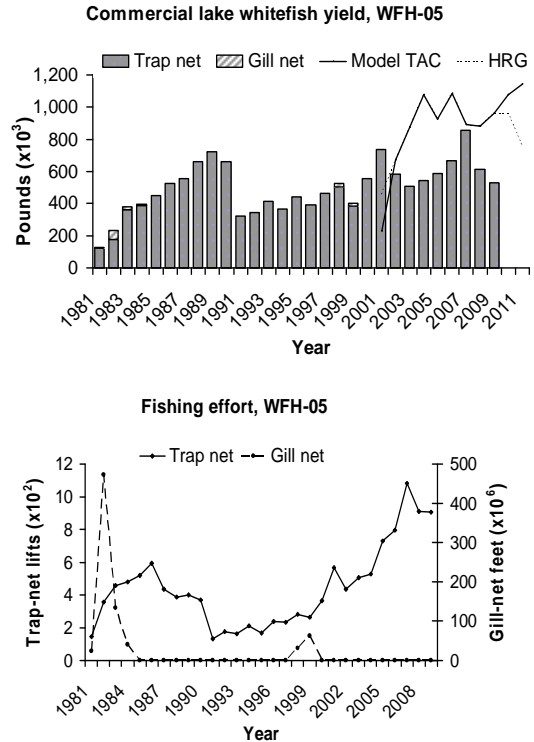 Commercial lake whitefish yield, WFH-05
Trap net Gill net Model TAC HRG
1,200
1,000
800
600
400
200
0
Pounds (x10³)
1981 1983 1985 1987 1989 1991 1993 1995 1997 1999 2001 2003 2005 2007 2009 2011
Year
Fishing effort, WFH-05
Trap net Gill net
12
10
8
6
4
2
0
Trap-net lifts (x10²)
500
400
300
200
100
0
Gill-net feet (x10⁶)
1981 1984 1987 1990 1993 1996 1999 2002 2005 2008
Year